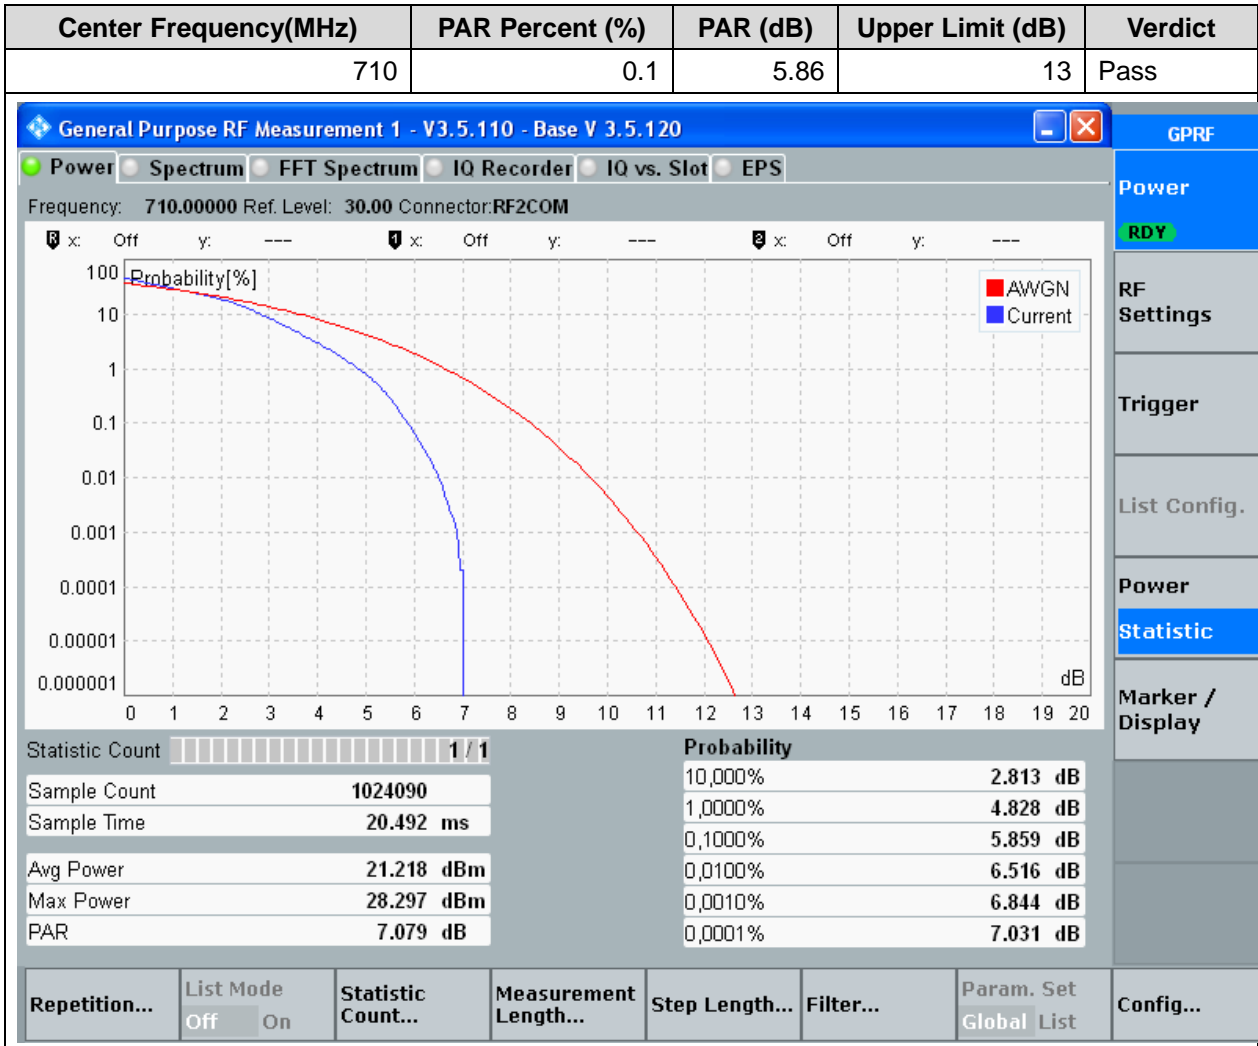 Center Frequency(MHz) PAR Percent (%) PAR (dB) Upper Limit (dB) Verdict
710 0.1 5.86 13 Pass
General Purpose RF Measurement 1 - V3.5.110 - Base V 3.5.120
GPRF
Power Spectrum FFT Spectrum IQ Recorder IQ vs. Slot EPS
Power
RDY
Frequency: 710.00000 Ref. Level: 30.00 Connector:RF2COM
R x: Off y: --- 1 x: Off y: --- 2 x: Off y: ---
Probability[%]
100
10
1
0.1
0.01
0.001
0.0001
0.00001
0.000001
AWGN
Current
dB
0 1 2 3 4 5 6 7 8 9 10 11 12 13 14 15 16 17 18 19 20
RF
Settings
Trigger
List Config.
Power
Statistic
Marker /
Display
Statistic Count 1 / 1
Sample Count 1024090
Sample Time 20.492 ms
Avg Power 21.218 dBm
Max Power 28.297 dBm
PAR 7.079 dB
Probability
10,000% 2.813 dB
1,0000% 4.828 dB
0,1000% 5.859 dB
0,0100% 6.516 dB
0,0010% 6.844 dB
0,0001% 7.031 dB
Repetition...
List Mode
Off On
Statistic
Count...
Measurement
Length...
Step Length...
Filter...
Param. Set
Global List
Config...